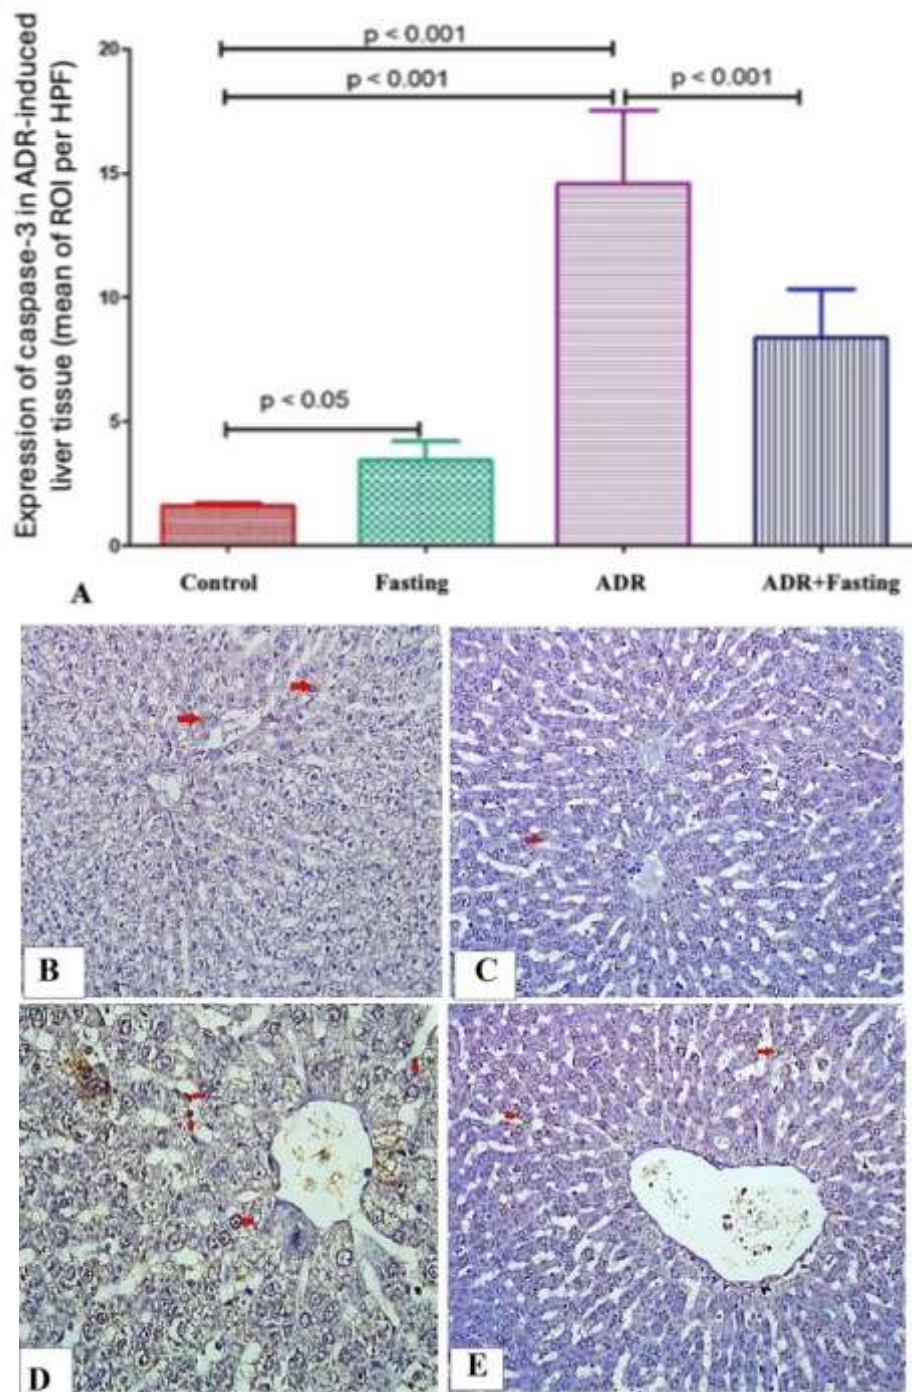 Expression of caspase-3 in ADR-induced
liver tissue (mean of ROI per HPF)
20
15
10
5
0
p < 0.001
p < 0.001
p < 0.001
p < 0.05
Control
Fasting
ADR
ADR+Fasting
A
B
C
D
E